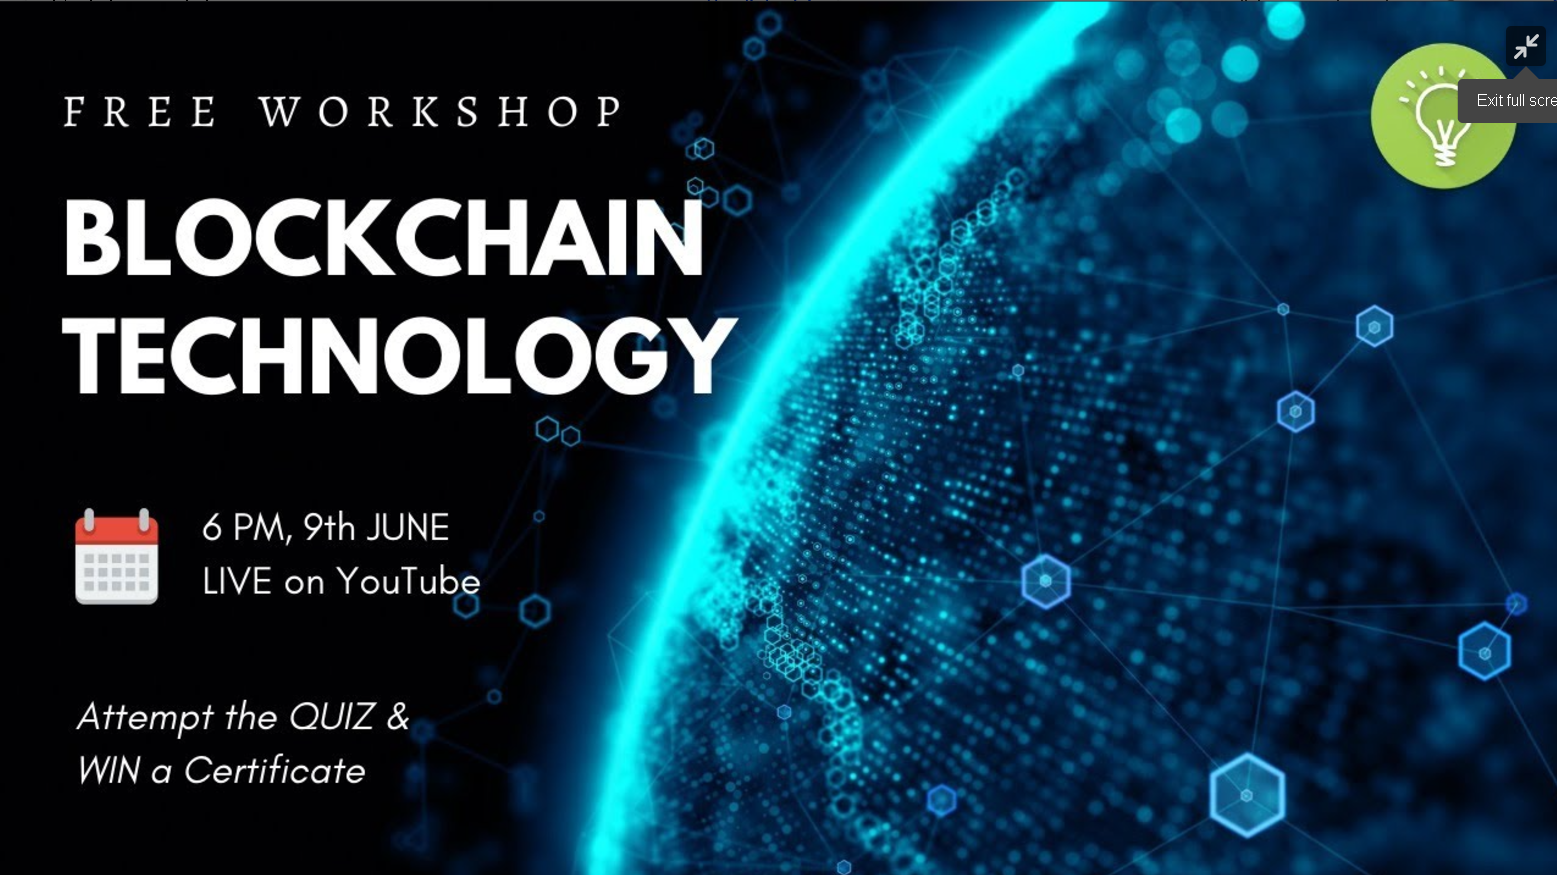 FREE WORKSHOP
BLOCKCHAIN
TECHNOLOGY
6 PM, 9th JUNE
LIVE on YouTube
Attempt the QUIZ &
WIN a Certificate
Exit full scre